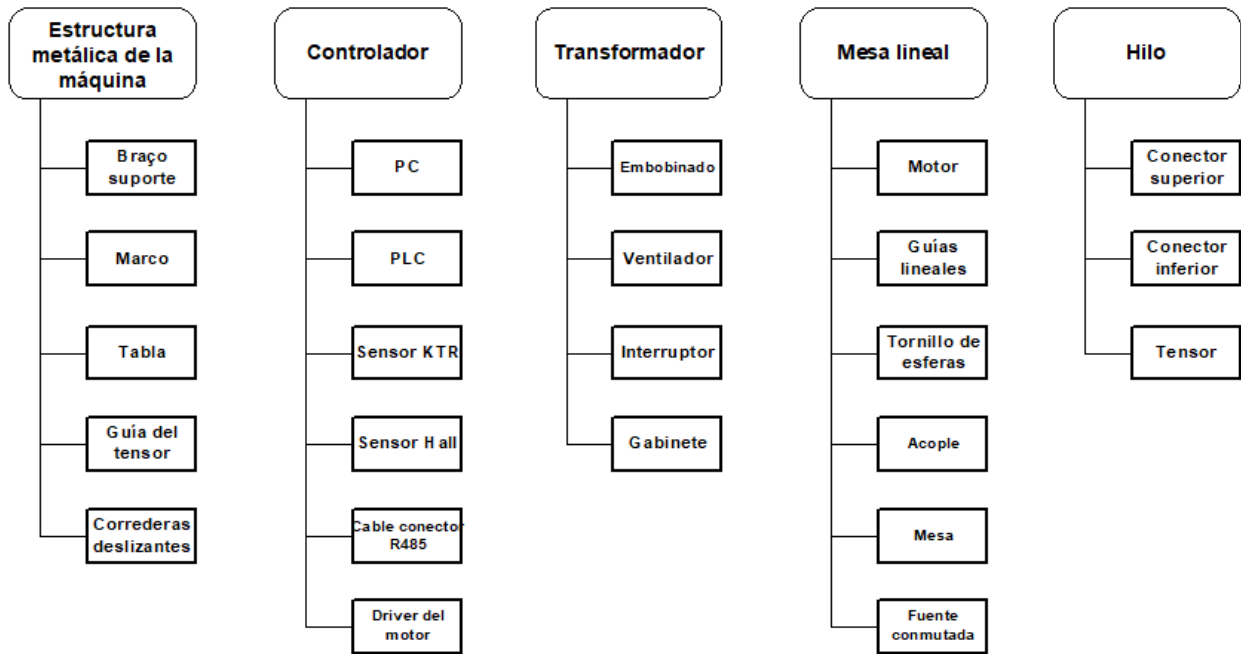 Estructura
metálica de la
máquina
Braço
suporte
Marco
Tabla
Guía del
tensor
Correderas
deslizantes
Controlador
PC
PLC
Sensor KTR
Sensor Hall
Cable conector
R485
Driver del
motor
Transformador
Embobinado
Ventilador
Interruptor
Gabinete
Mesa lineal
Motor
Guías
lineales
Tornillo de
esferas
Acople
Mesa
Fuente
conmutada
Hilo
Conector
superior
Conector
inferior
Tensor